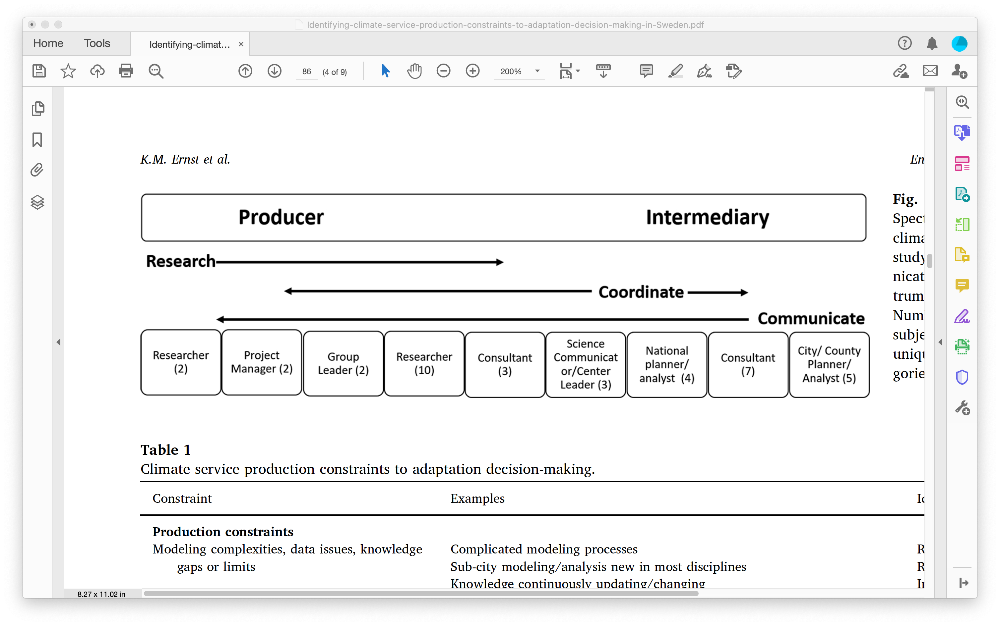 Identifying-climate-service-production-constraints-to-adaptation-decision-making-in-Sweden.pdf
Home
Tools
Identifying-climat...
86
(4 of 9)
200%
K.M. Ernst et al.
En
Producer
Intermediary
Research
Coordinate
Communicate
Researcher
(2)
Project
Manager (2)
Group
Leader (2)
Researcher
(10)
Consultant
(3)
Science
Communicat
or/Center
Leader (3)
National
planner/
analyst (4)
Consultant
(7)
City/ County
Planner/
Analyst (5)
Fig.
Spect
clima
study
nicat
trum
Num
subje
uniqu
gorie
Table 1
Climate service production constraints to adaptation decision-making.
Constraint
Examples
Production constraints
Modeling complexities, data issues, knowledge
gaps or limits
Complicated modeling processes
Sub-city modeling/analysis new in most disciplines
Knowledge continuously updating/changing
R
R
8.27 x 11.02 in